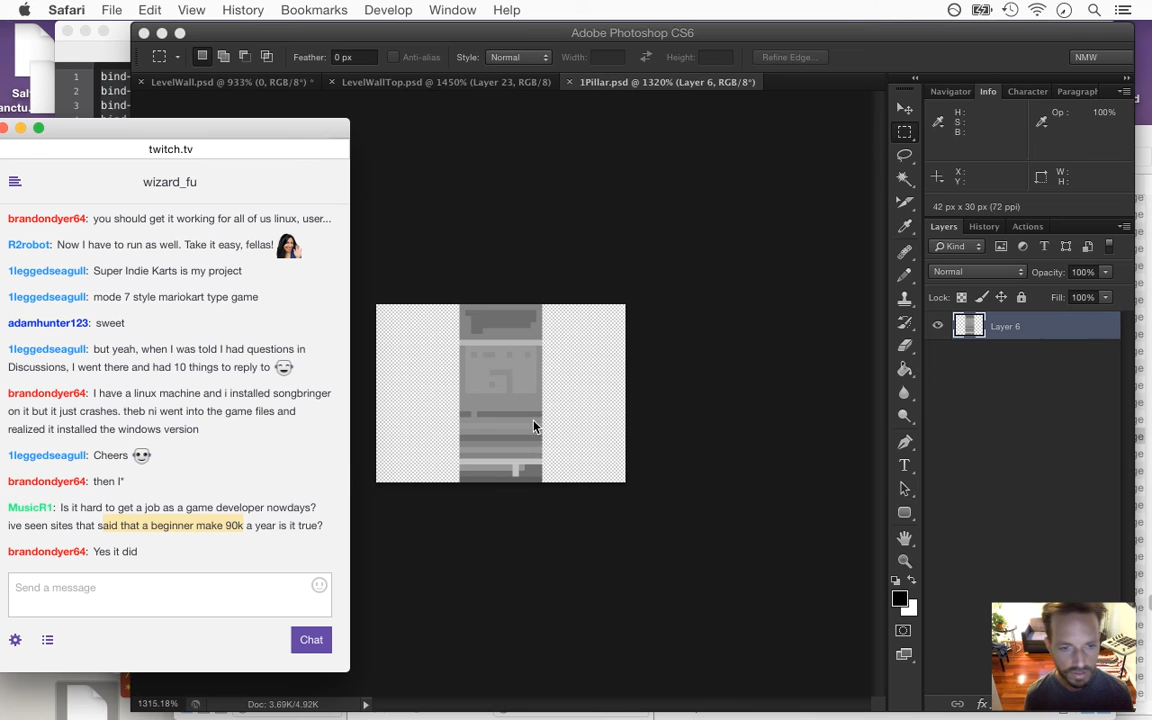 Safari File Edit View History Bookmarks Develop Window Help
Adobe Photoshop CS6
Feather: 0 px Anti-alias Style: Normal Width: Height: Refine Edge... NMW
1 bind-
2 bind-
3 bind-
LevelWall.psd @ 933% (0, RGB/8*) * LevelWallTop.psd @ 1450% (Layer 23, RGB/8) 1Pillar.psd @ 1320% (Layer 6, RGB/8*)
twitch.tv
wizard_fu
brandondyer64: you should get it working for all of us linux, user...
R2robot: Now I have to run as well. Take it easy, fellas!
1leggedseagull: Super Indie Karts is my project
1leggedseagull: mode 7 style mariokart type game
adamhunter123: sweet
1leggedseagull: but yeah, when I was told I had questions in
Discussions, I went there and had 10 things to reply to
brandondyer64: I have a linux machine and i installed songbringer
on it but it just crashes. theb ni went into the game files and
realized it installed the windows version
1leggedseagull: Cheers
brandondyer64: then I*
MusicR1: Is it hard to get a job as a game developer nowdays?
ive seen sites that said that a beginner make 90k a year is it true?
brandondyer64: Yes it did
Send a message
Chat
Navigator Info Character Paragraph
H: S: B: Op: 100%
X: Y: W: H:
42 px x 30 px (72 ppi)
Layers History Actions
Kind
Normal Opacity: 100%
Lock: Fill: 100%
Layer 6
fx
1315.18% Doc: 3.69K/4.92K